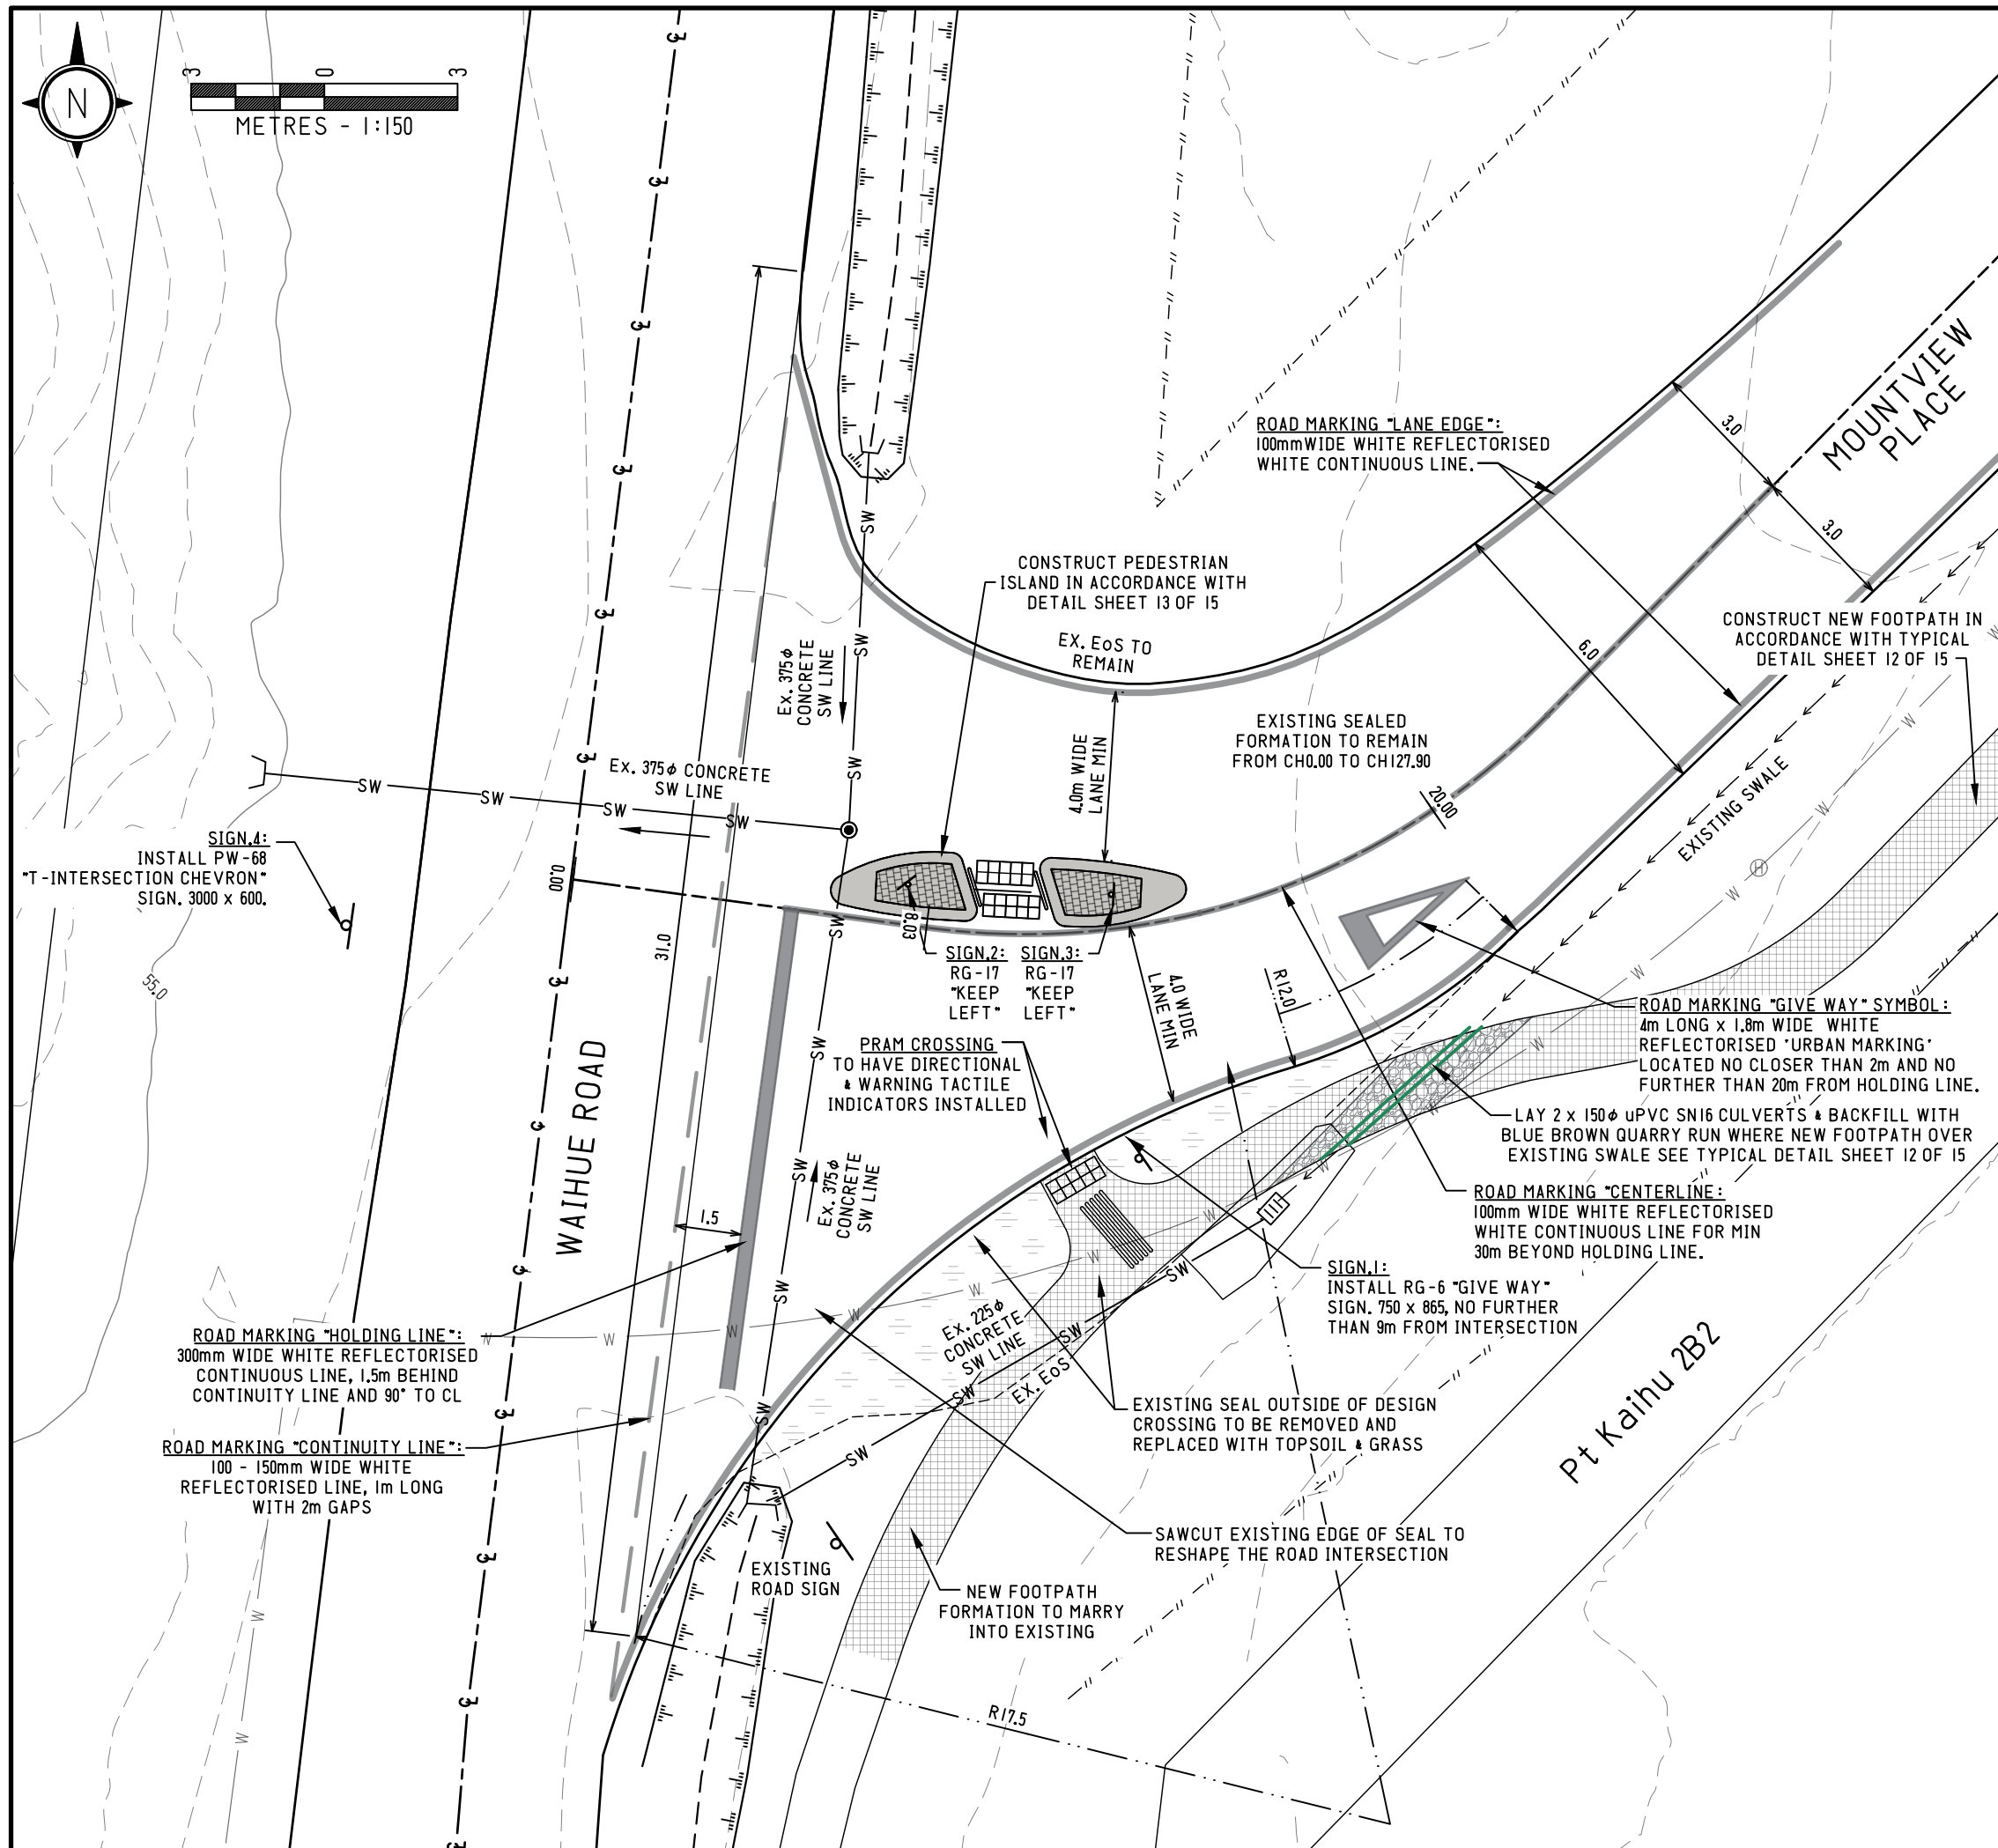 3 0 3
N
METRES - 1:150
℄
℄
℄
℄
℄
℄
℄
℄
℄
℄
℄
℄
℄
MOUNTVIEW
PLACE
ROAD MARKING "LANE EDGE":
100mmWIDE WHITE REFLECTORISED
WHITE CONTINUOUS LINE.
3.0
3.0
6.0
SW
CONSTRUCT PEDESTRIAN
ISLAND IN ACCORDANCE WITH
DETAIL SHEET 13 OF 15
EX. EoS TO
REMAIN
CONSTRUCT NEW FOOTPATH IN
ACCORDANCE WITH TYPICAL
DETAIL SHEET 12 OF 15
W
SW
Ex. 375ϕ
CONCRETE
SW LINE
4.0m WIDE
LANE MIN
EXISTING SEALED
FORMATION TO REMAIN
FROM CH0.00 TO CH127.90
W
Ex. 375ϕ CONCRETE
SW LINE
SW
SW
SW
SW
SW
20.00
EXISTING SWALE
W
H
W
SIGN.4:
INSTALL PW-68
"T-INTERSECTION CHEVRON"
SIGN. 3000 x 600.
0.00
31.0
55.0
SW
8.03
SIGN.2:
RG-17
"KEEP
LEFT"
SIGN.3:
RG-17
"KEEP
LEFT"
4.0 WIDE
LANE MIN
R12.0
W
ROAD MARKING "GIVE WAY" SYMBOL:
4m LONG x 1.8m WIDE WHITE
REFLECTORISED 'URBAN MARKING'
LOCATED NO CLOSER THAN 2m AND NO
FURTHER THAN 20m FROM HOLDING LINE.
WAIHUE ROAD
SW
PRAM CROSSING
TO HAVE DIRECTIONAL
& WARNING TACTILE
INDICATORS INSTALLED
W
W
W
LAY 2 x 150ϕ uPVC SN16 CULVERTS & BACKFILL WITH
BLUE BROWN QUARRY RUN WHERE NEW FOOTPATH OVER
EXISTING SWALE SEE TYPICAL DETAIL SHEET 12 OF 15
SW
Ex. 375ϕ
CONCRETE
SW LINE
1.5
ROAD MARKING "CENTERLINE:
100mm WIDE WHITE REFLECTORISED
WHITE CONTINUOUS LINE FOR MIN
30m BEYOND HOLDING LINE.
W
W
W
SW
SW
SIGN.1:
INSTALL RG-6 "GIVE WAY"
SIGN. 750 x 865, NO FURTHER
THAN 9m FROM INTERSECTION
ROAD MARKING "HOLDING LINE":
300mm WIDE WHITE REFLECTORISED
CONTINUOUS LINE, 1.5m BEHIND
CONTINUITY LINE AND 90° TO CL
W
W
W
W
Ex. 225ϕ
CONCRETE
SW LINE
SW
EX. EoS
SW
SW
EXISTING SEAL OUTSIDE OF DESIGN
CROSSING TO BE REMOVED AND
REPLACED WITH TOPSOIL & GRASS
Pt Kaihu 2B2
ROAD MARKING "CONTINUITY LINE":
100 - 150mm WIDE WHITE
REFLECTORISED LINE, 1m LONG
WITH 2m GAPS
SW
SAWCUT EXISTING EDGE OF SEAL TO
RESHAPE THE ROAD INTERSECTION
EXISTING
ROAD SIGN
NEW FOOTPATH
FORMATION TO MARRY
INTO EXISTING
W
W
R17.5